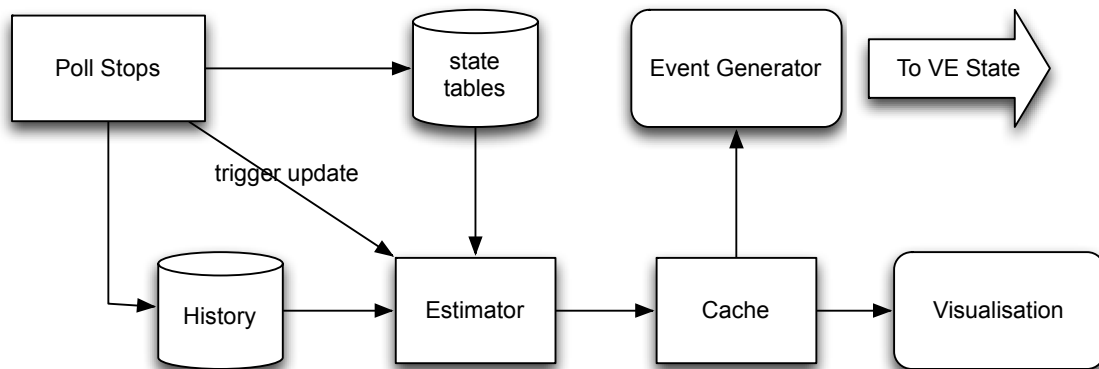 Poll Stops
state
tables
Event Generator
To VE State
trigger update
History
Estimator
Cache
Visualisation